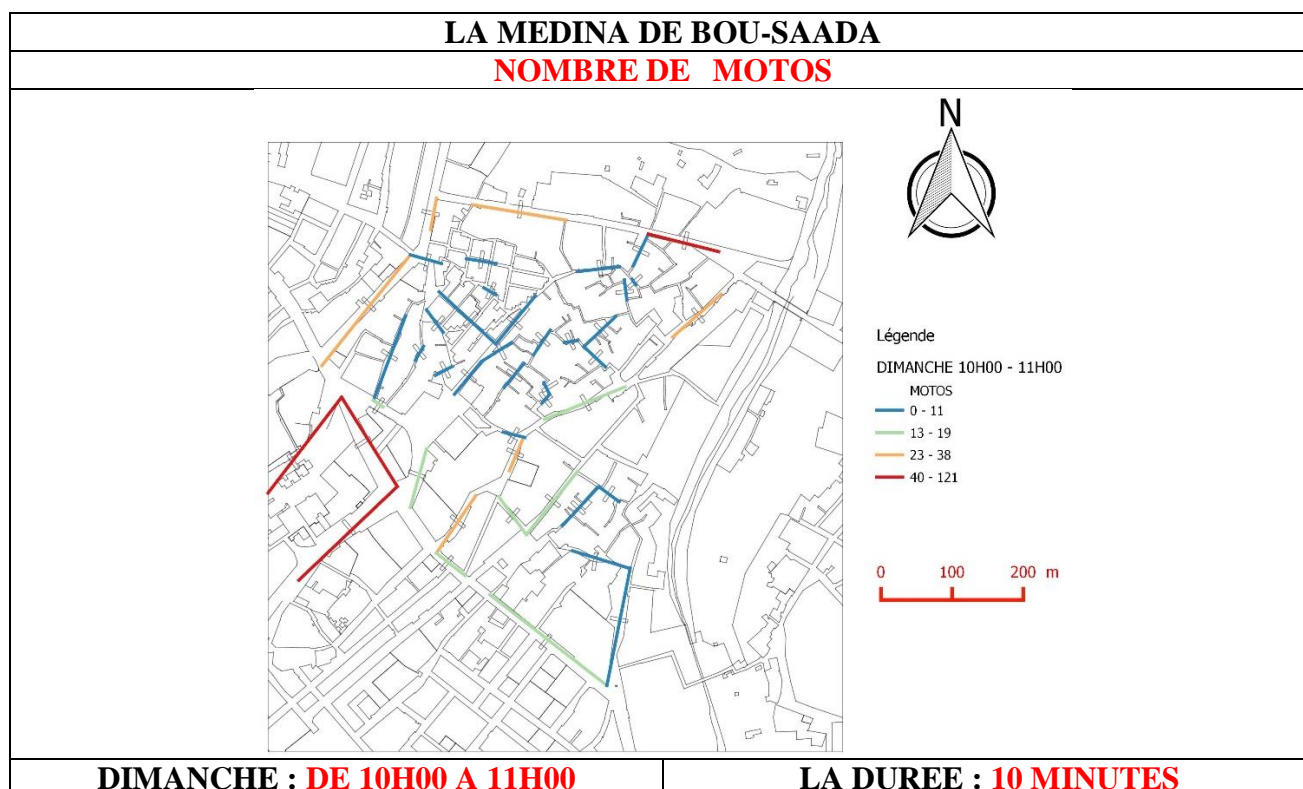 LA MEDINA DE BOU-SAADA
NOMBRE DE MOTOS
N
Légende
DIMANCHE 10H00 - 11H00
MOTOS
0 - 11
13 - 19
23 - 38
40 - 121
0 100 200 m
DIMANCHE : DE 10H00 A 11H00
LA DUREE : 10 MINUTES